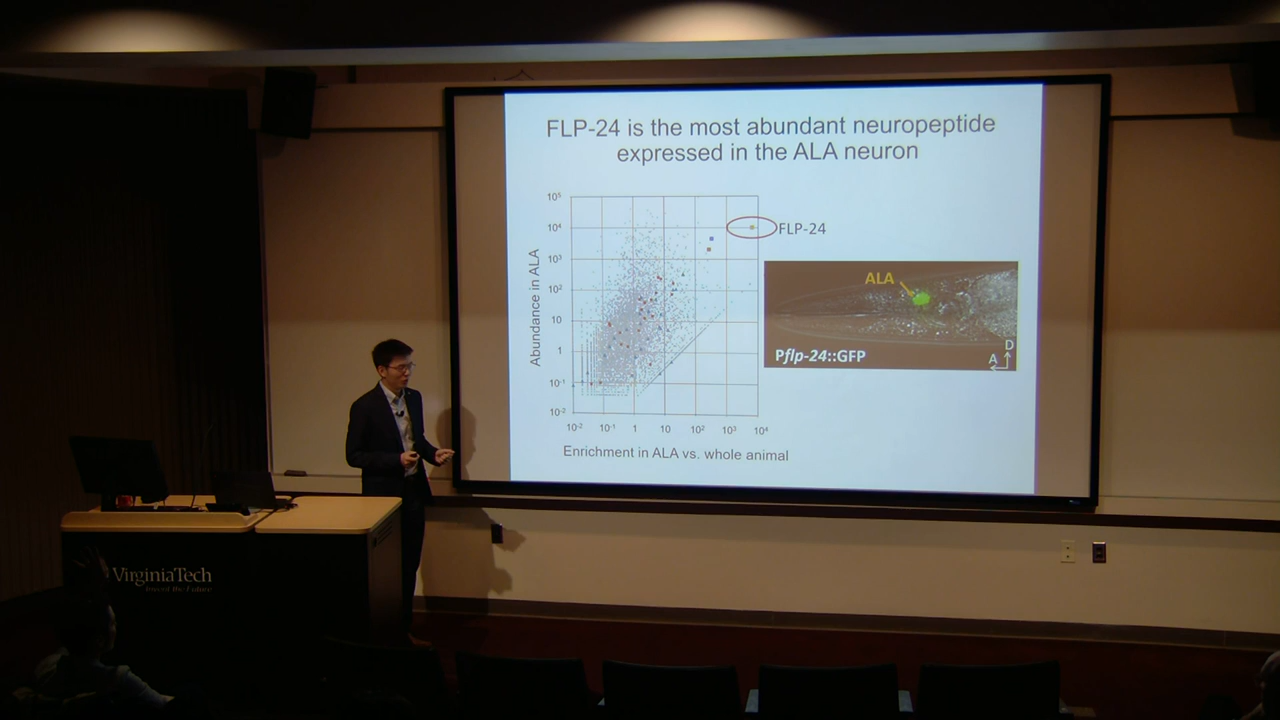 FLP-24 is the most abundant neuropeptide
expressed in the ALA neuron
10⁵
10⁴
10³
10²
10
1
10⁻¹
10⁻²
Abundance in ALA
10⁻² 10⁻¹ 1 10 10² 10³ 10⁴
Enrichment in ALA vs. whole animal
FLP-24
ALA
Pflp-24::GFP
D
A
VirginiaTech